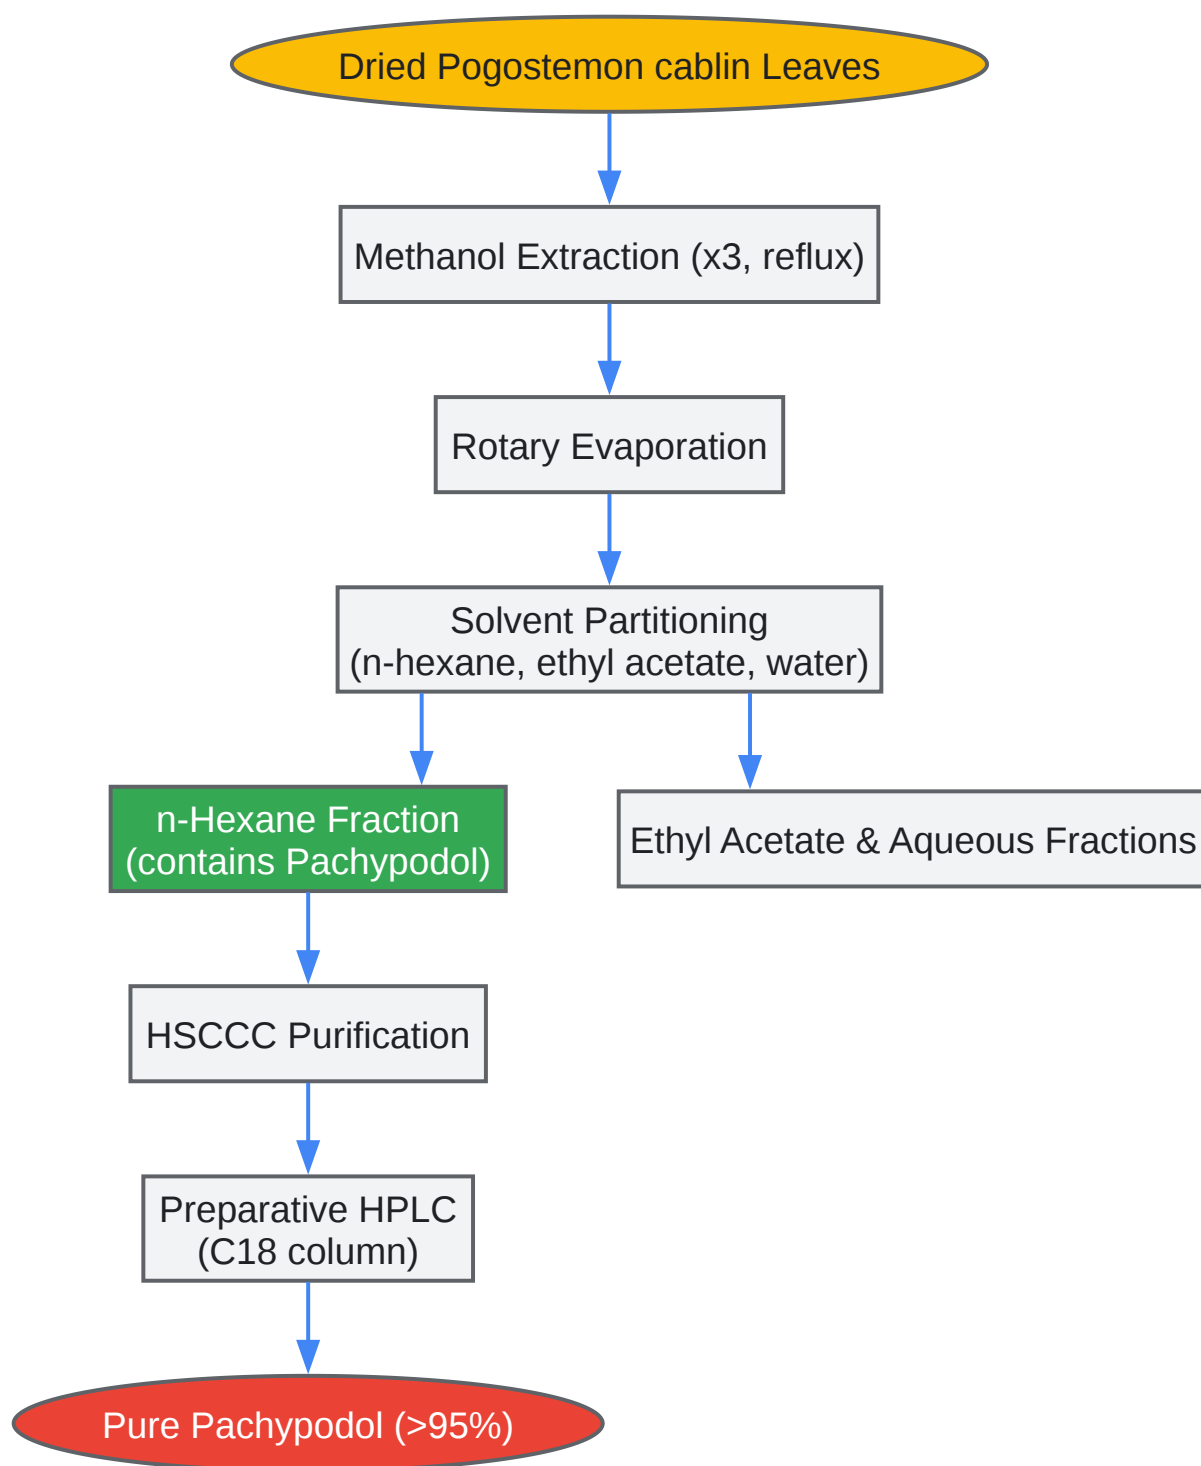 Dried Pogostemon cablin Leaves
Methanol Extraction (x3, reflux)
Rotary Evaporation
Solvent Partitioning
(n-hexane, ethyl acetate, water)
n-Hexane Fraction
(contains Pachypodol)
Ethyl Acetate & Aqueous Fractions
HSCCC Purification
Preparative HPLC
(C18 column)
Pure Pachypodol (>95%)